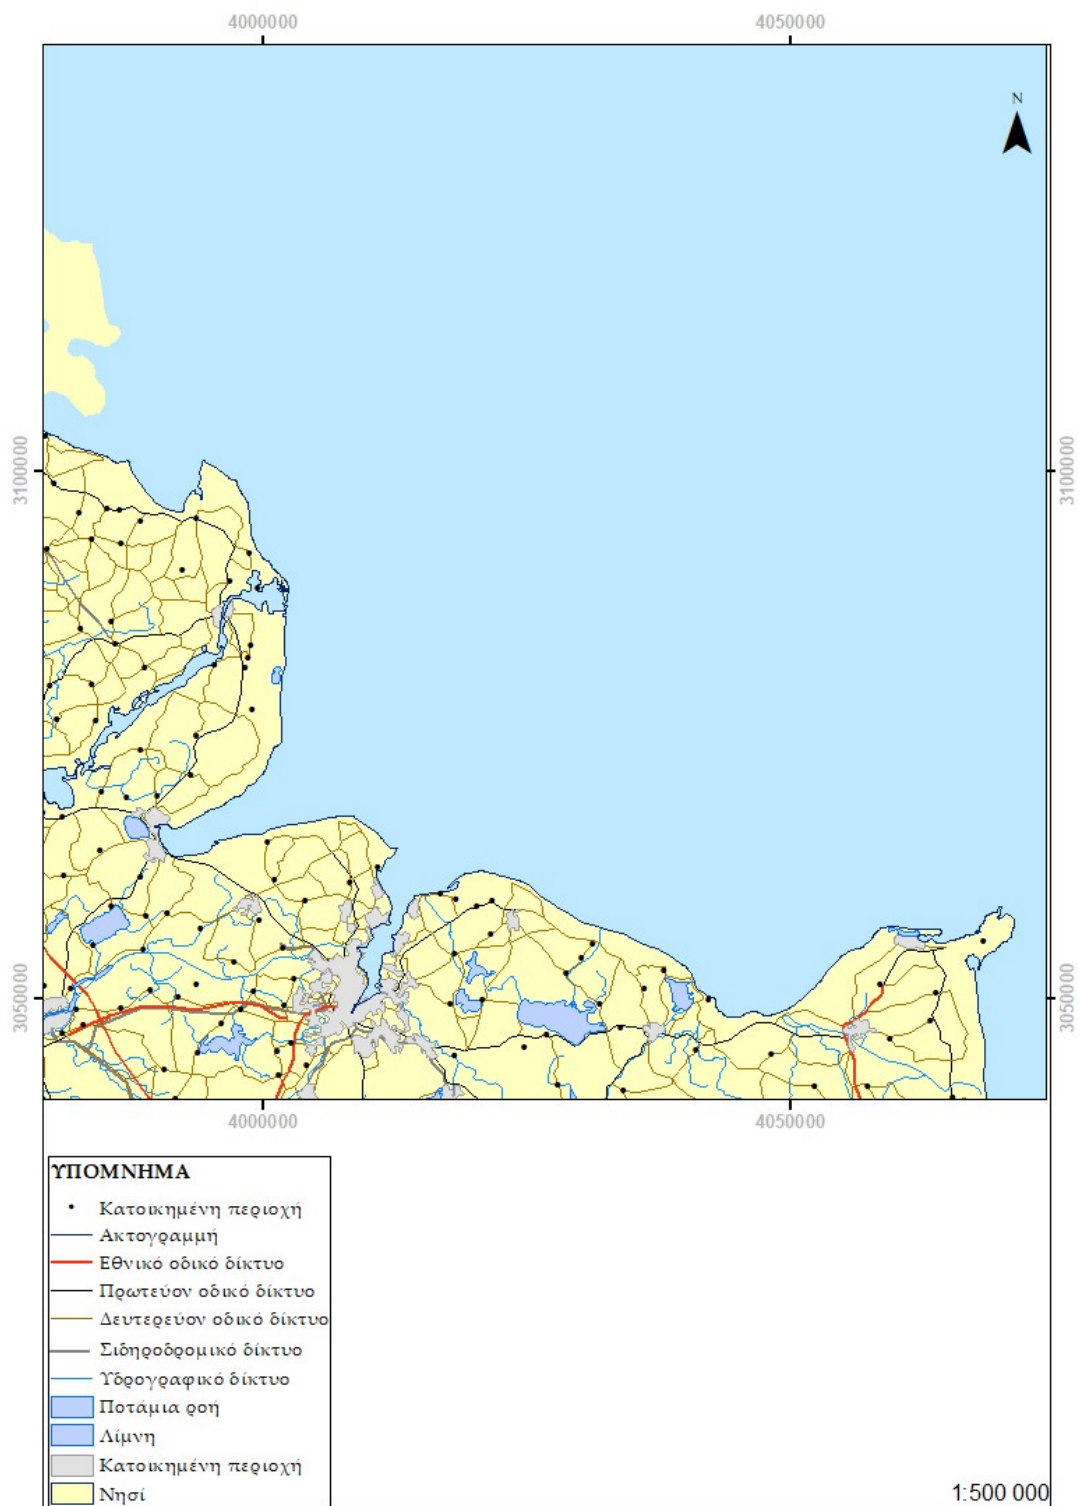 4000000 4050000
N
3100000 3100000
3050000 3050000
4000000 4050000
ΥΠΟΜΝΗΜΑ
Κατοικημένη περιοχή
Ακτογραμμή
Εθνικό οδικό δίκτυο
Πρωτεύον οδικό δίκτυο
Δευτερεύον οδικό δίκτυο
Σιδηροδρομικό δίκτυο
Υδρογραφικό δίκτυο
Ποτάμια ροή
Λίμνη
Κατοικημένη περιοχή
Νησί
1:500 000